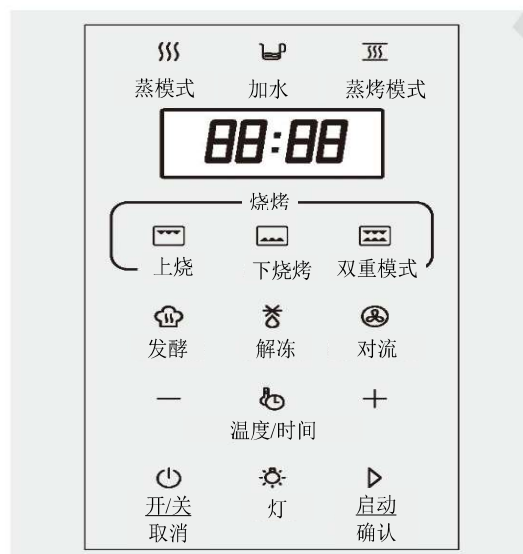 蒸模式 加水 蒸烤模式
88:88
烧烤
上烧 下烧烤 双重模式
发酵 解冻 对流
— +
温度/时间
开/关 灯 启动
取消 确认